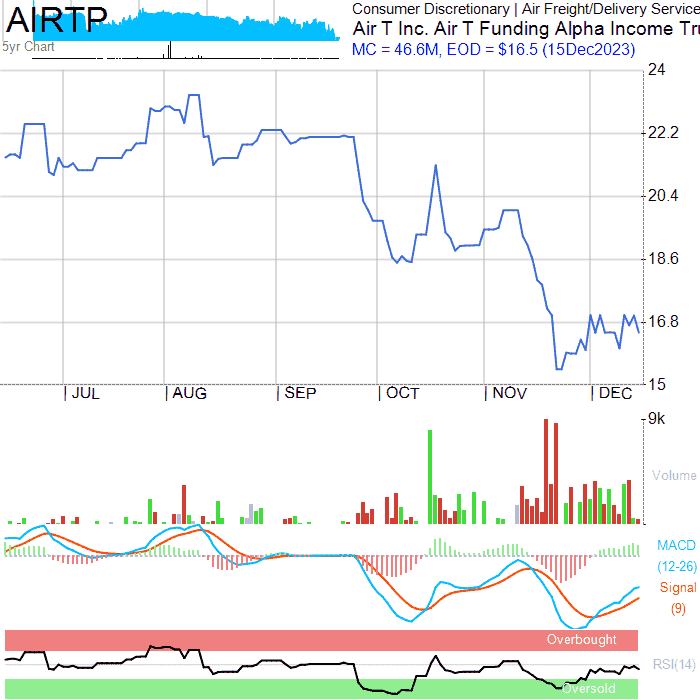 AIRTP
5yr Chart
Consumer Discretionary | Air Freight/Delivery Service
Air T Inc. Air T Funding Alpha Income Tru
MC = 46.6M, EOD = $16.5 (15Dec2023)
24
22.2
20.4
18.6
16.8
15
JUL
AUG
SEP
OCT
NOV
DEC
9k
Volume
MACD
(12-26)
Signal
(9)
Overbought
RSI(14)
Oversold